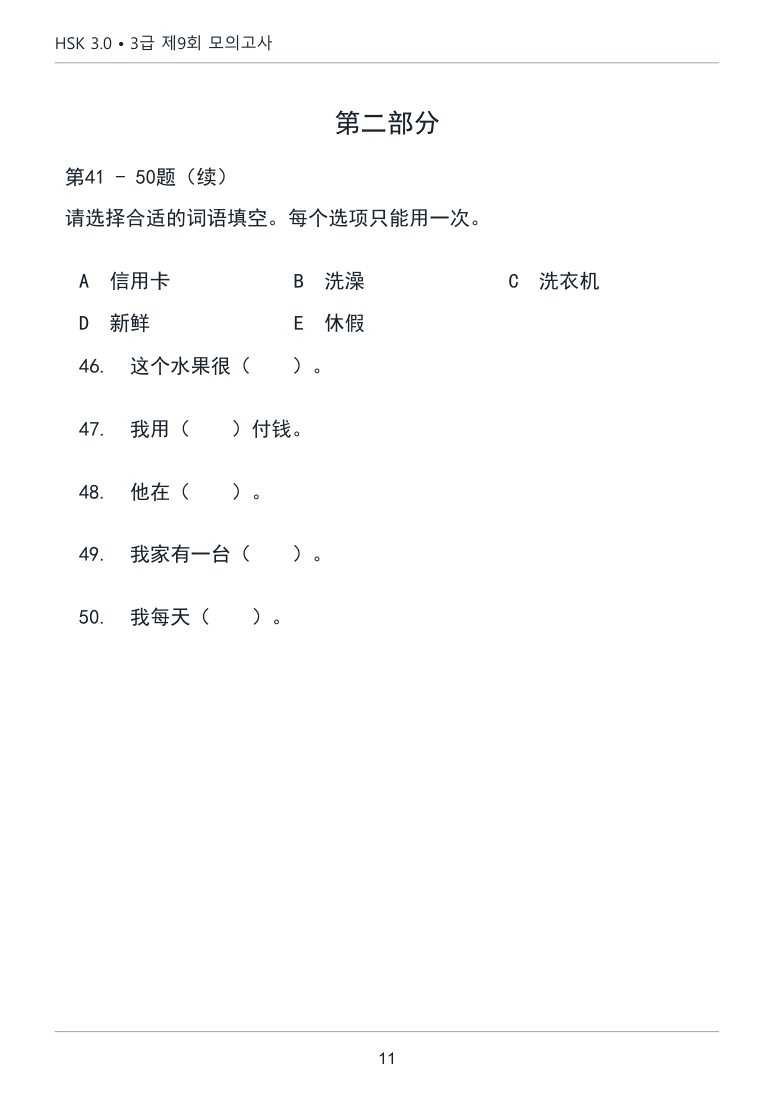 HSK 3.0 • 3급 제9회 모의고사
第二部分
第41 - 50题（续）
请选择合适的词语填空。每个选项只能用一次。
A 信用卡 B 洗澡 C 洗衣机
D 新鲜 E 休假
46. 这个水果很（　　）。
47. 我用（　　）付钱。
48. 他在（　　）。
49. 我家有一台（　　）。
50. 我每天（　　）。
11